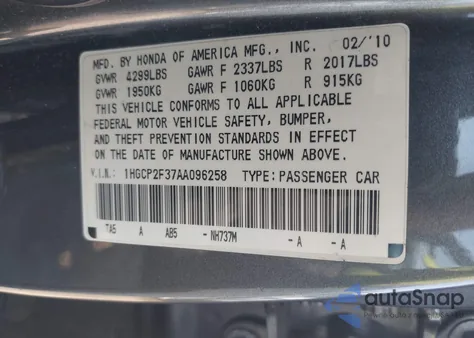 MFD. BY HONDA OF AMERICA MFG., INC. 02/'10
GVWR 4299LBS GAWR F 2337LBS R 2017LBS
GVWR 1950KG GAWR F 1060KG R 915KG
THIS VEHICLE CONFORMS TO ALL APPLICABLE
FEDERAL MOTOR VEHICLE SAFETY, BUMPER,
AND THEFT PREVENTION STANDARDS IN EFFECT
ON THE DATE OF MANUFACTURE SHOWN ABOVE.
V.I.N.: 1HGCP2F37AA096258 TYPE: PASSENGER CAR
TA5 A AB5 - NH737M - A - A
autoSnap